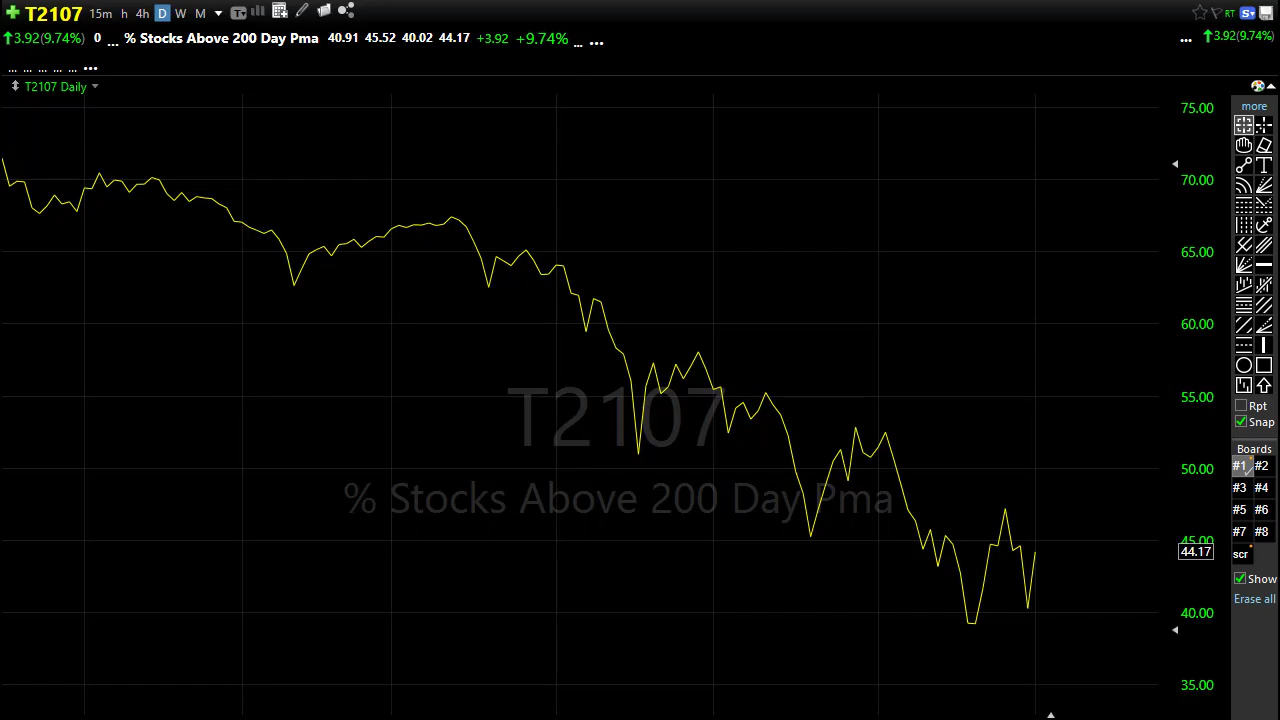 T2107 15m h 4h D W M T RT S
3.92(9.74%) 0 ... % Stocks Above 200 Day Pma 40.91 45.52 40.02 44.17 +3.92 +9.74% ... ... ... 3.92(9.74%)
... ... ... ... ... ...
T2107 Daily
more
75.00
70.00
65.00
60.00
55.00
50.00
45.00
44.17
40.00
35.00
T2107
% Stocks Above 200 Day Pma
T
Rpt
Snap
Boards
#1 #2
#3 #4
#5 #6
#7 #8
scr
Show
Erase all